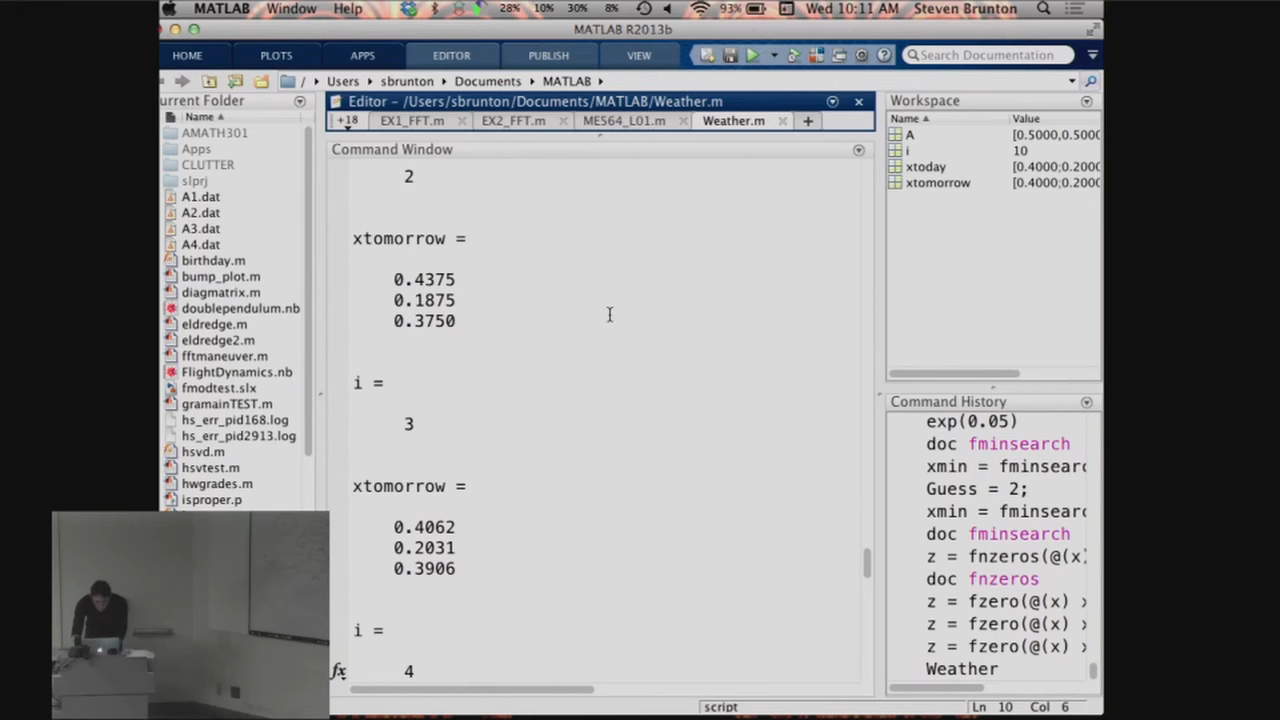 MATLAB Window Help 28% 10% 30% 8% 93% Wed 10:11 AM Steven Brunton
MATLAB R2013b
HOME PLOTS APPS EDITOR PUBLISH VIEW Search Documentation
/ Users sbrunton Documents MATLAB
urrent Folder
Name
AMATH301
Apps
CLUTTER
slprj
A1.dat
A2.dat
A3.dat
A4.dat
birthday.m
bump_plot.m
diagmatrix.m
doublependulum.nb
eldredge.m
eldredge2.m
fftmaneuver.m
FlightDynamics.nb
fmodtest.slx
gramainTEST.m
hs_err_pid168.log
hs_err_pid2913.log
hsvd.m
hsvtest.m
hwgrades.m
isproper.p
Editor - /Users/sbrunton/Documents/MATLAB/Weather.m
+18 EX1_FFT.m EX2_FFT.m ME564_L01.m Weather.m
Command Window
2
xtomorrow =
0.4375
0.1875
0.3750
i =
3
xtomorrow =
0.4062
0.2031
0.3906
i =
4
fx
Workspace
Name Value
A [0.5000,0.5000
i 10
xtoday [0.4000;0.2000
xtomorrow [0.4000;0.2000
Command History
exp(0.05)
doc fminsearch
xmin = fminsearc
Guess = 2;
xmin = fminsearc
doc fminsearch
z = fnzeros(@(x)
doc fnzeros
z = fzero(@(x) x
z = fzero(@(x) x
z = fzero(@(x) x
Weather
script Ln 10 Col 6